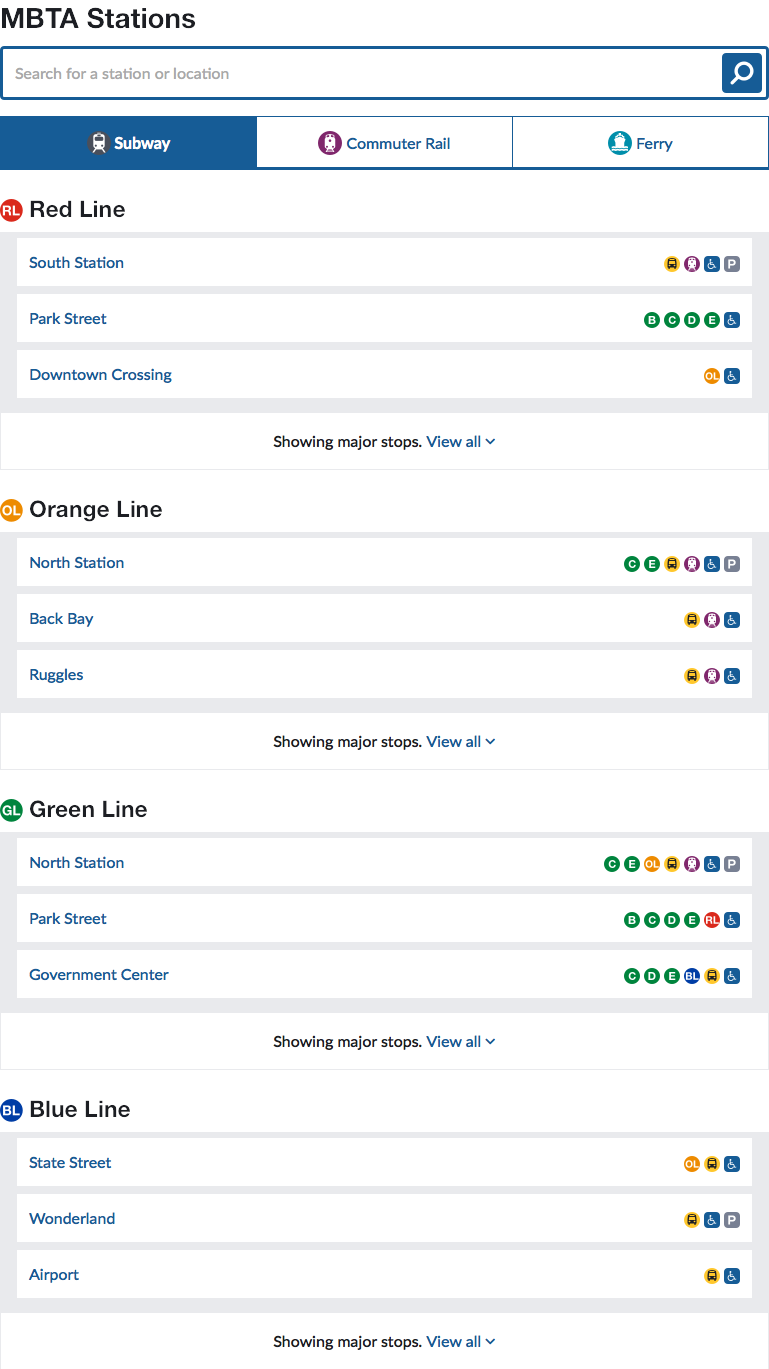 MBTA Stations
Search for a station or location
Subway Commuter Rail Ferry
RL Red Line
South Station P
Park Street B C D E
Downtown Crossing OL
Showing major stops. View all
OL Orange Line
North Station C E P
Back Bay
Ruggles
Showing major stops. View all
GL Green Line
North Station C E OL P
Park Street B C D E RL
Government Center C D E BL
Showing major stops. View all
BL Blue Line
State Street OL
Wonderland P
Airport
Showing major stops. View all